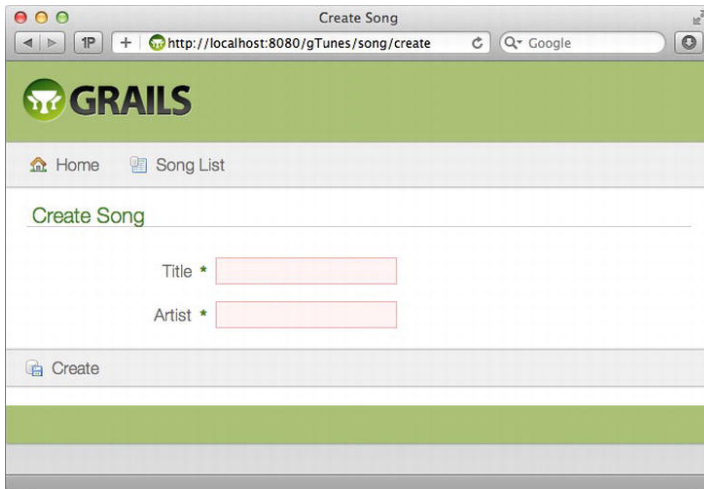 Create Song
1P
+
http://localhost:8080/gTunes/song/create
Google
GRAILS
Home
Song List
Create Song
Title *
Artist *
Create